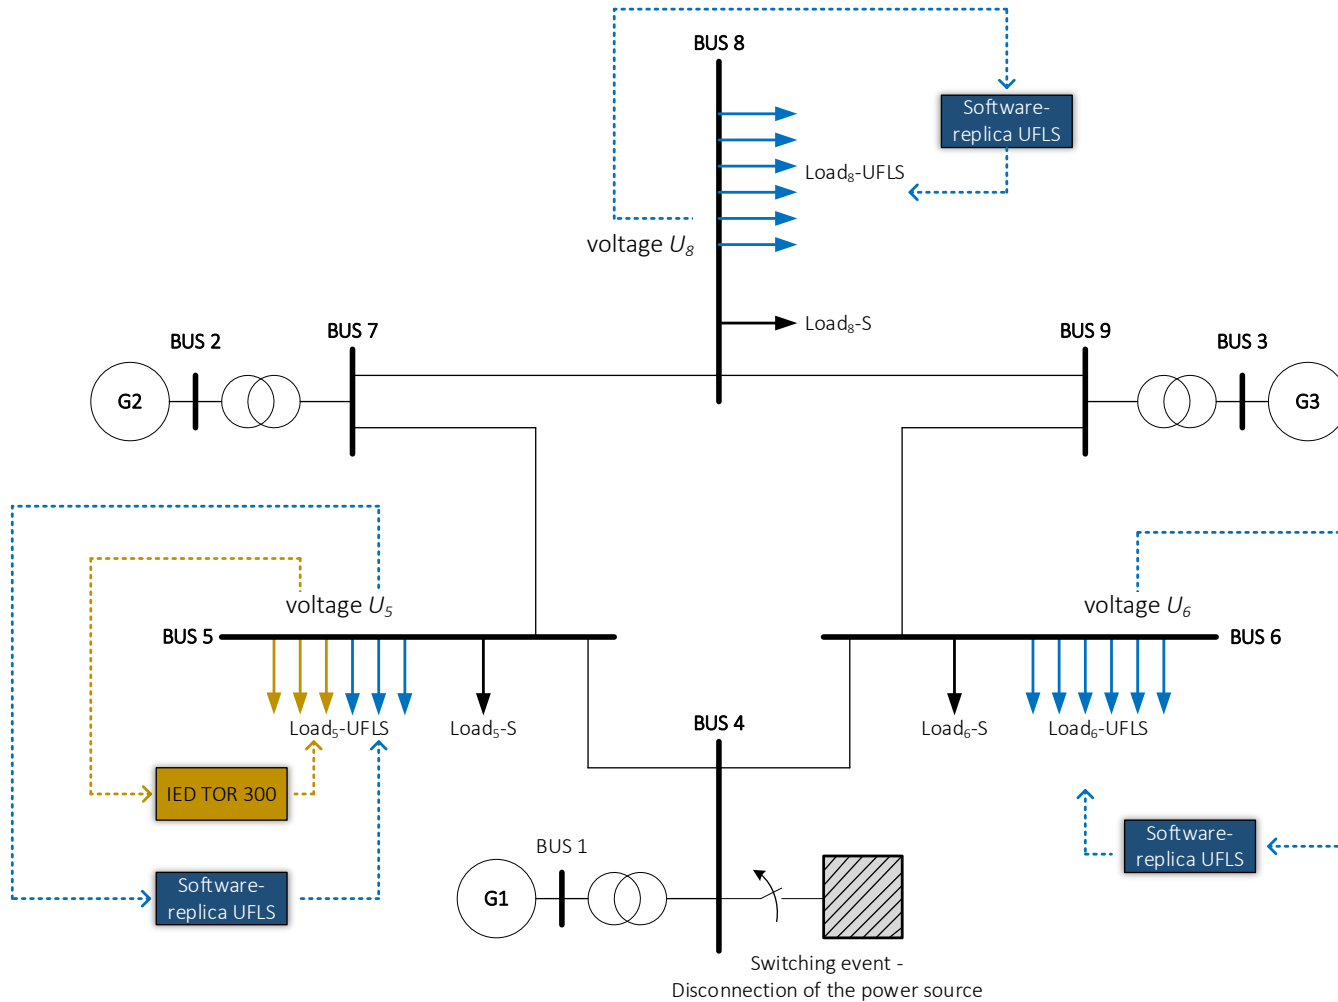 BUS 8
Software-
replica UFLS
Load₈-UFLS
voltage U₈
Load₈-S
BUS 7
BUS 9
BUS 2
BUS 3
G2
G3
voltage U₅
voltage U₆
BUS 5
BUS 6
Load₅-UFLS
Load₅-S
BUS 4
Load₆-S
Load₆-UFLS
IED TOR 300
Software-
replica UFLS
BUS 1
Software-
replica UFLS
G1
Switching event -
Disconnection of the power source